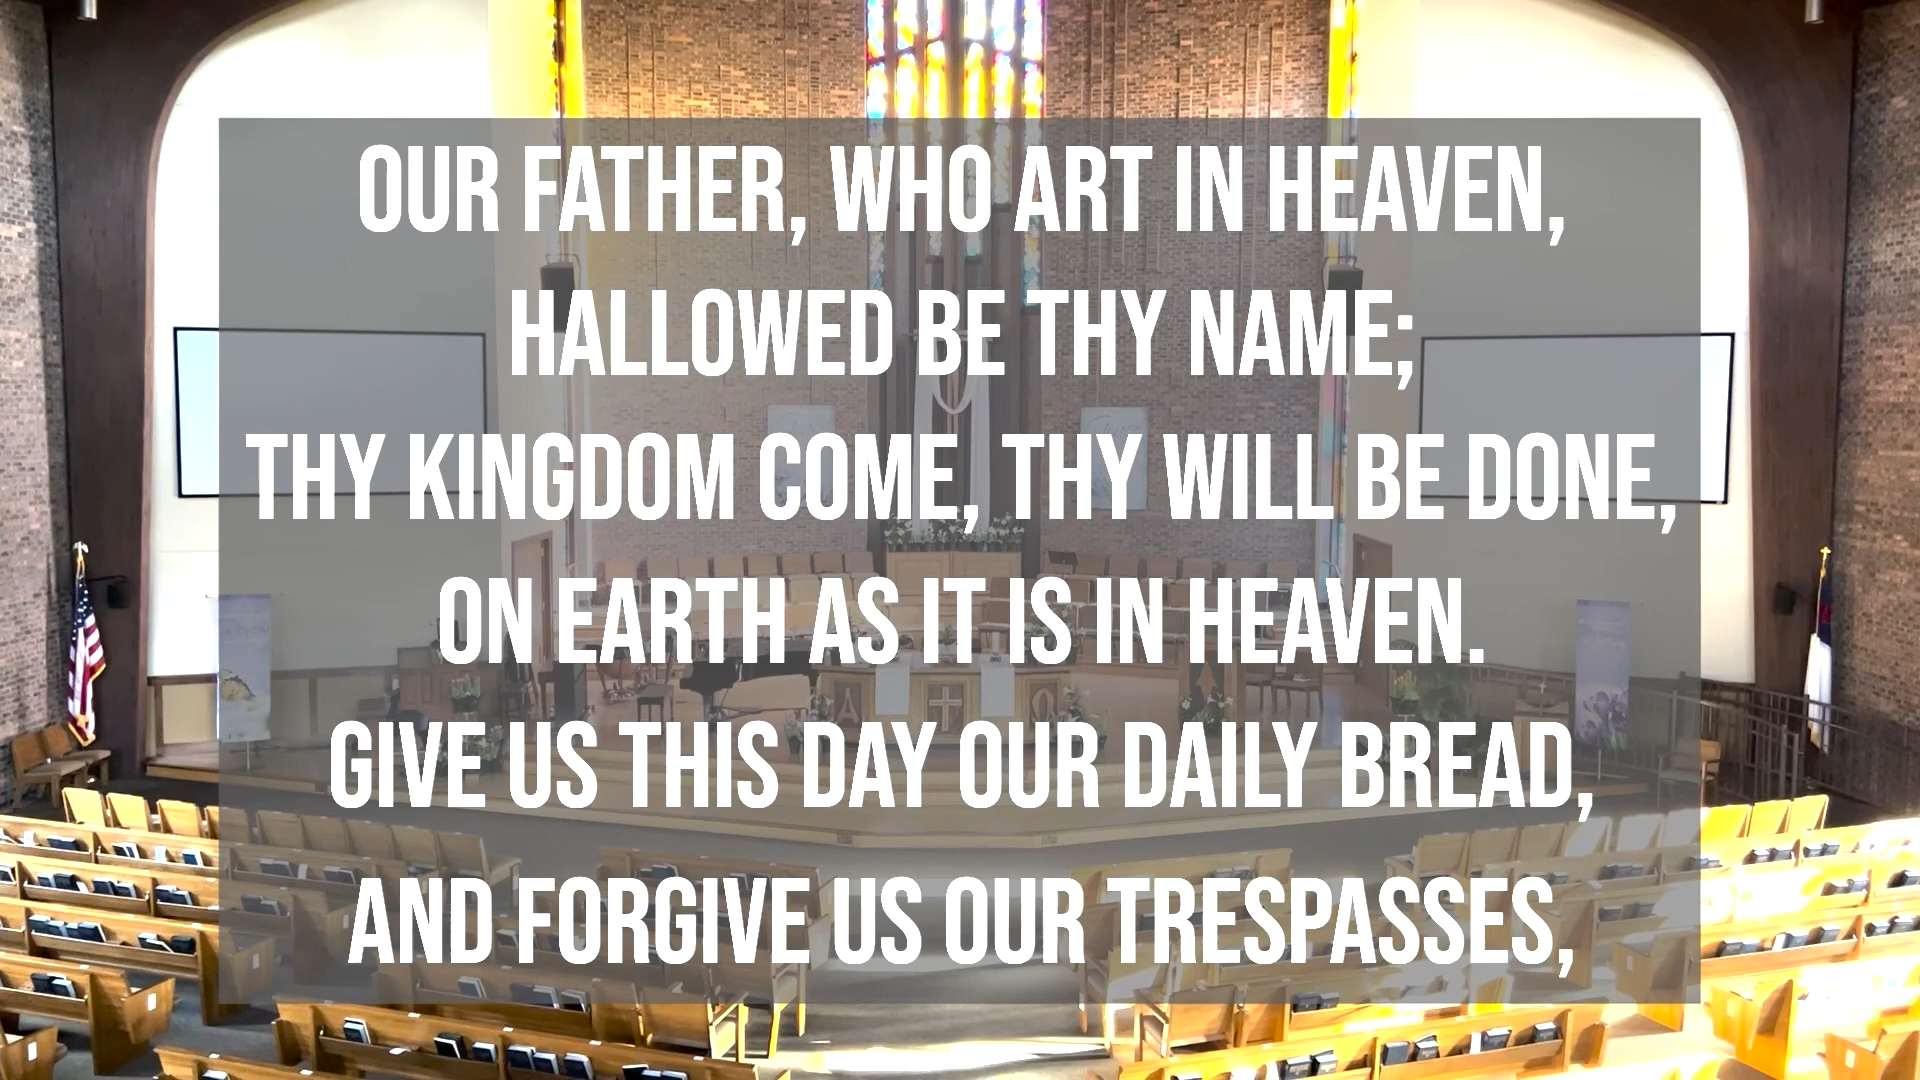 OUR FATHER, WHO ART IN HEAVEN,
HALLOWED BE THY NAME;
THY KINGDOM COME, THY WILL BE DONE,
ON EARTH AS IT IS IN HEAVEN.
GIVE US THIS DAY OUR DAILY BREAD,
AND FORGIVE US OUR TRESPASSES,